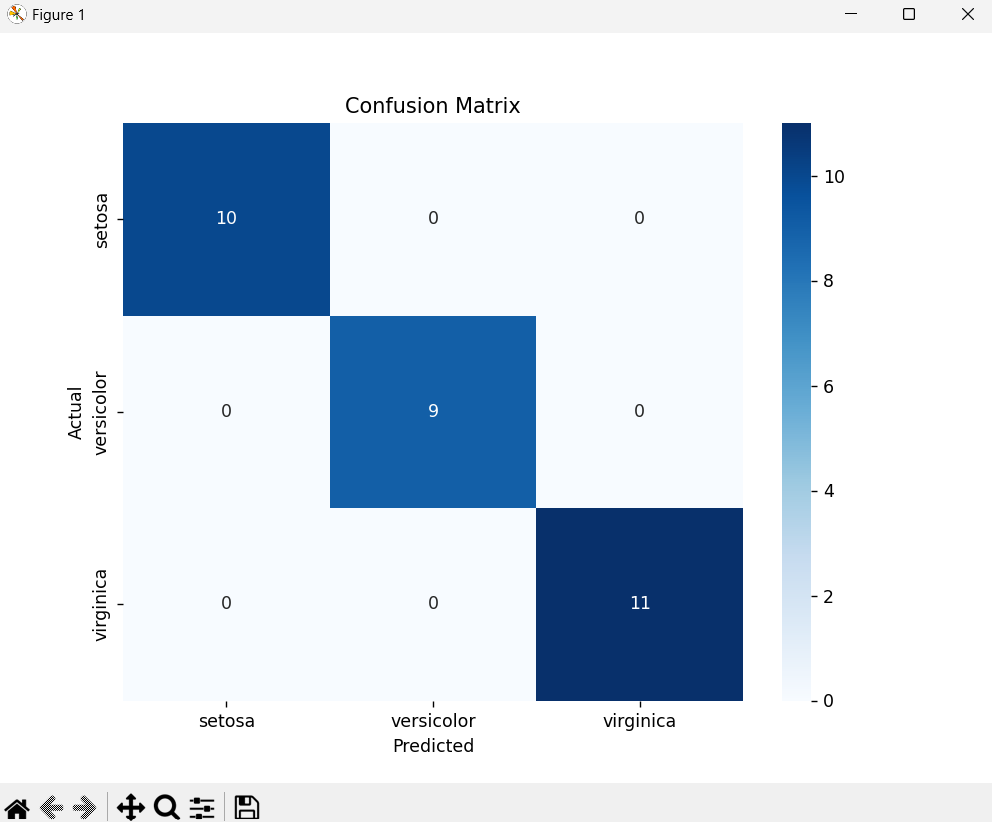 Figure 1
Confusion Matrix
10
0
0
0
9
0
0
0
11
setosa
versicolor
virginica
Actual
setosa
versicolor
virginica
Predicted
10
8
6
4
2
0